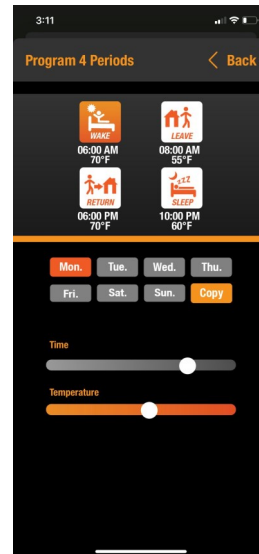 3:11
Program 4 Periods
Back
WAKE
LEAVE
06:00 AM
08:00 AM
70°F
55°F
RETURN
zzz
SLEEP
06:00 PM
10:00 PM
70°F
60°F
Mon. Tue. Wed. Thu.
Fri. Sat. Sun. Copy
Time
Temperature